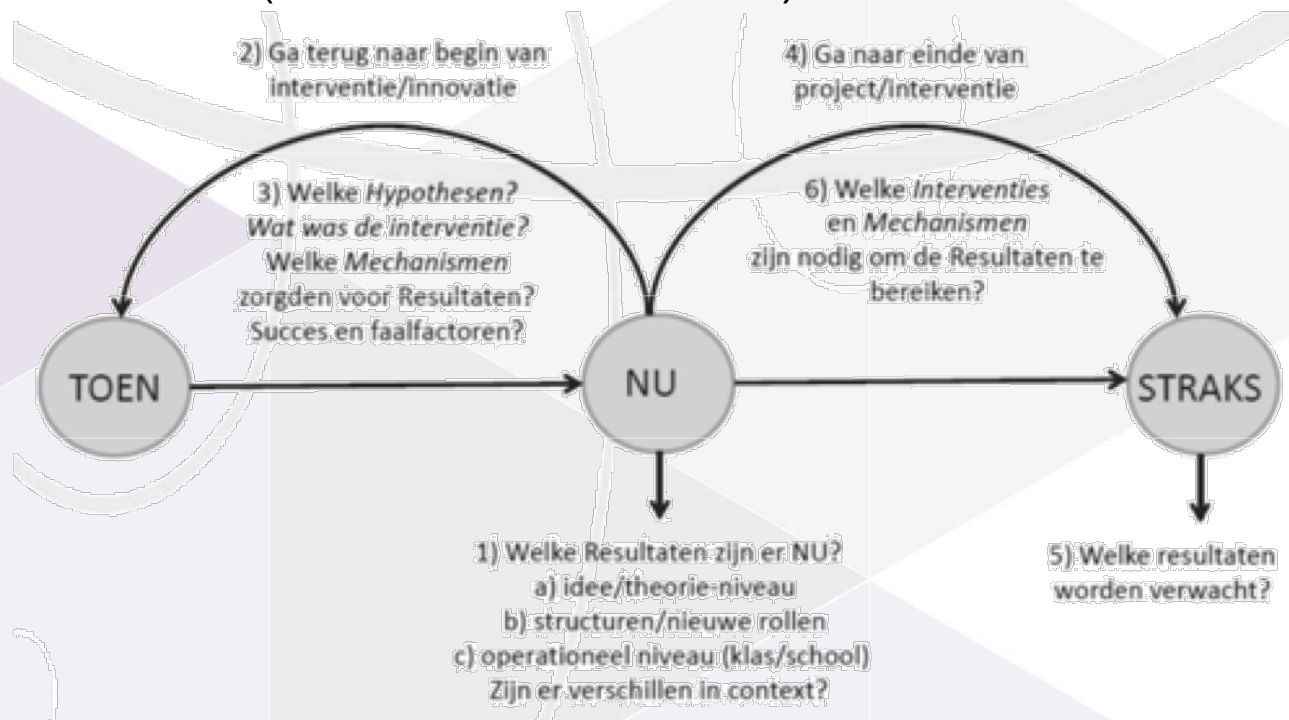 2) Ga terug naar begin van
interventie/innovatie
4) Ga naar einde van
project/interventie
3) Welke Hypothesen?
Wat was de interventie?
Welke Mechanismen
zorgden voor Resultaten?
Succes en faalfactoren?
6) Welke Interventies
en Mechanismen
zijn nodig om de Resultaten te
bereiken?
TOEN
NU
STRAKS
1) Welke Resultaten zijn er NU?
a) idee/theorie-niveau
b) structuren/nieuwe rollen
c) operationeel niveau (klas/school)
Zijn er verschillen in context?
5) Welke resultaten
worden verwacht?